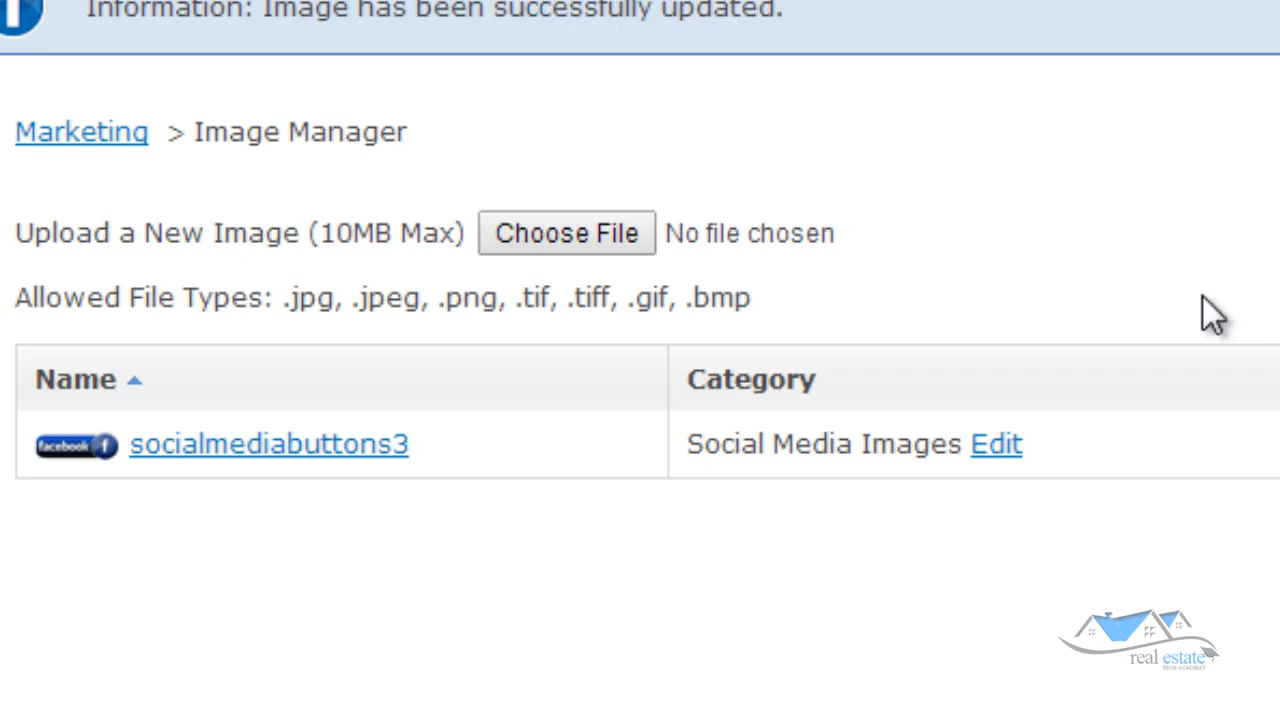 Information: Image has been successfully updated.
Marketing > Image Manager
Upload a New Image (10MB Max) Choose File No file chosen
Allowed File Types: .jpg, .jpeg, .png, .tif, .tiff, .gif, .bmp
Name Category
facebook f socialmediabuttons3 Social Media Images Edit
real estate
TECH ACADEMY